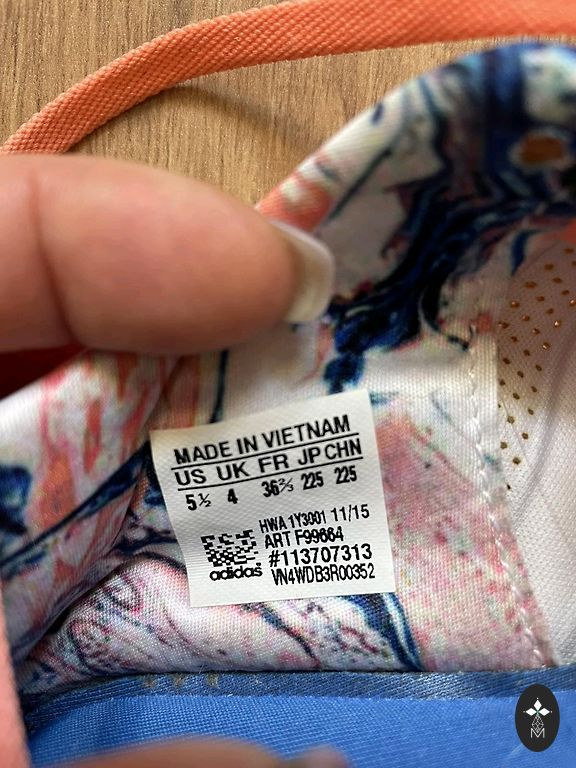 MADE IN VIETNAM
US UK FR JP CHN
5½ 4 36⅔ 225 225
HWA 1Y3001 11/15
ART F99664
#113707313
VN4WDB3R00352
adidas
M